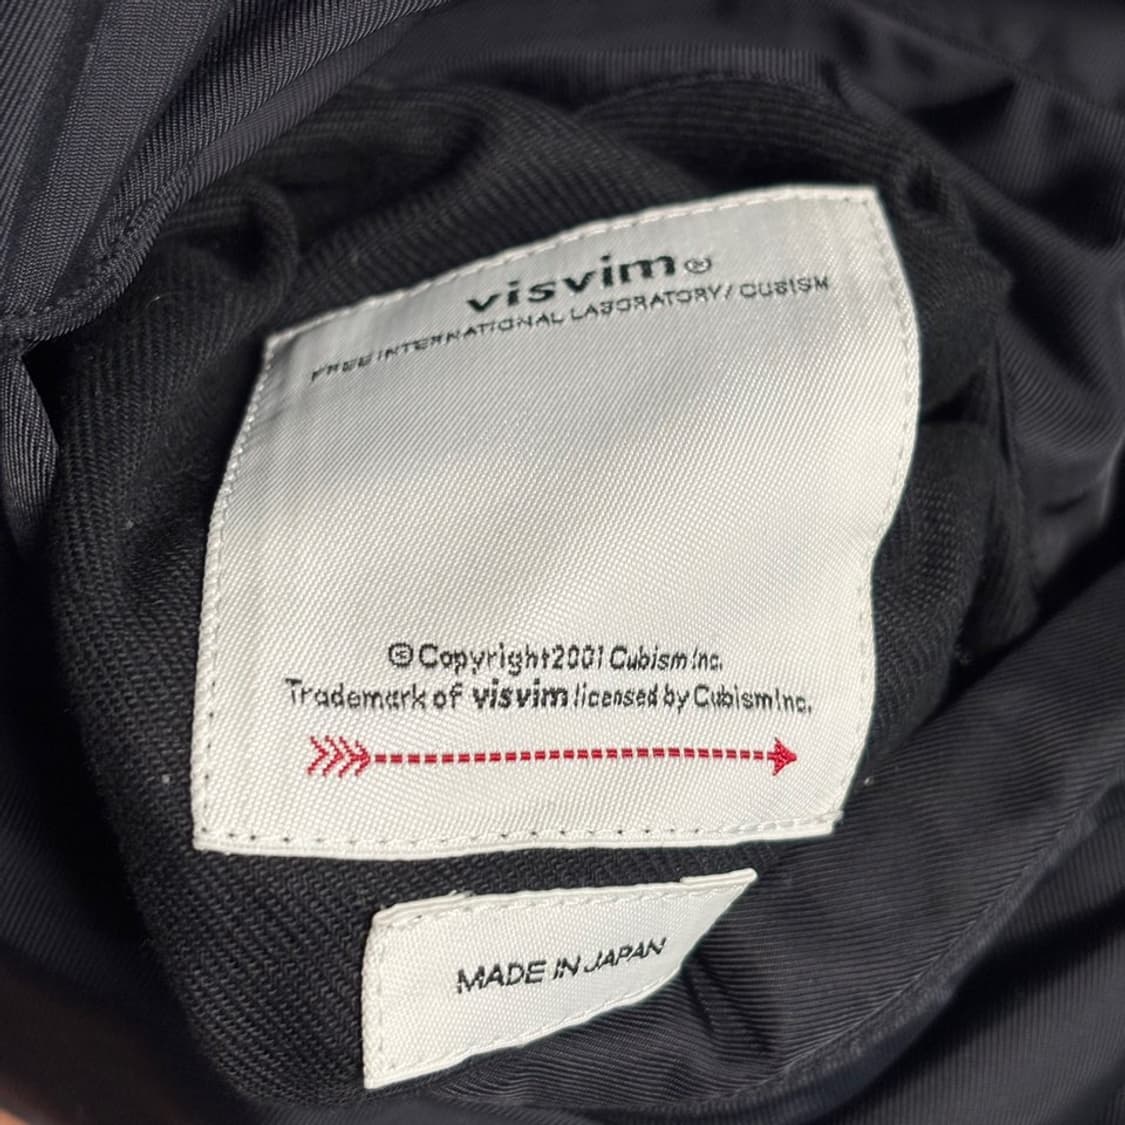 visvim®
FREE INTERNATIONAL LABORATORY/CUBISM
©Copyright2001 Cubism Inc.
Trademark of visvim licensed by Cubism Inc.
MADE IN JAPAN